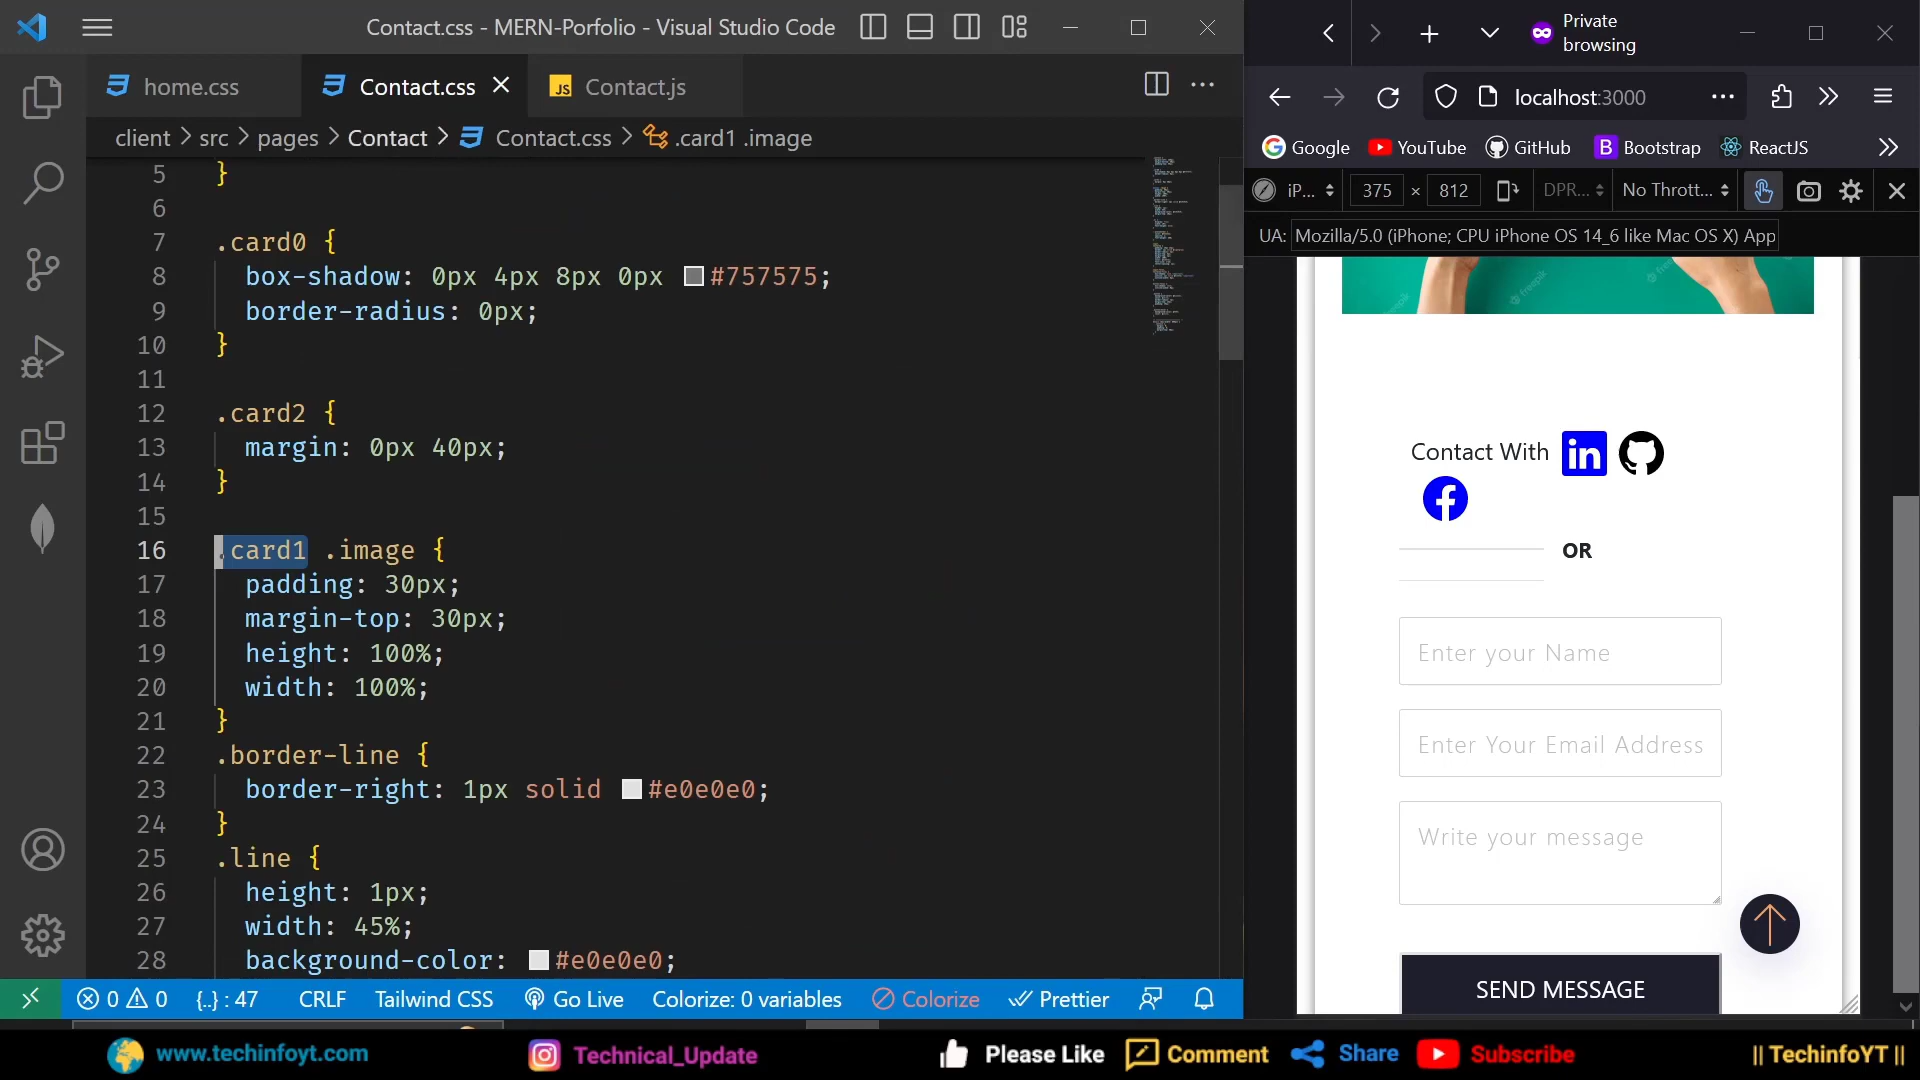 Contact.css - MERN-Porfolio - Visual Studio Code
home.css
Contact.css
JS Contact.js
client > src > pages > Contact > Contact.css > .card1 .image
5 }
6
7 .card0 {
8 box-shadow: 0px 4px 8px 0px #757575;
9 border-radius: 0px;
10 }
11
12 .card2 {
13 margin: 0px 40px;
14 }
15
16 .card1 .image {
17 padding: 30px;
18 margin-top: 30px;
19 height: 100%;
20 width: 100%;
21 }
22 .border-line {
23 border-right: 1px solid #e0e0e0;
24 }
25 .line {
26 height: 1px;
27 width: 45%;
28 background-color: #e0e0e0;
0 0 {..} : 47 CRLF Tailwind CSS Go Live Colorize: 0 variables Colorize Prettier
Private browsing
localhost:3000
Google YouTube GitHub B Bootstrap ReactJS
iP... 375 × 812 DPR... No Thrott...
UA: Mozilla/5.0 (iPhone; CPU iPhone OS 14_6 like Mac OS X) App
freepik
Contact With in
OR
Enter your Name
Enter Your Email Address
Write your message
SEND MESSAGE
www.techinfoyt.com Technical_Update Please Like Comment Share Subscribe || TechinfoYT ||